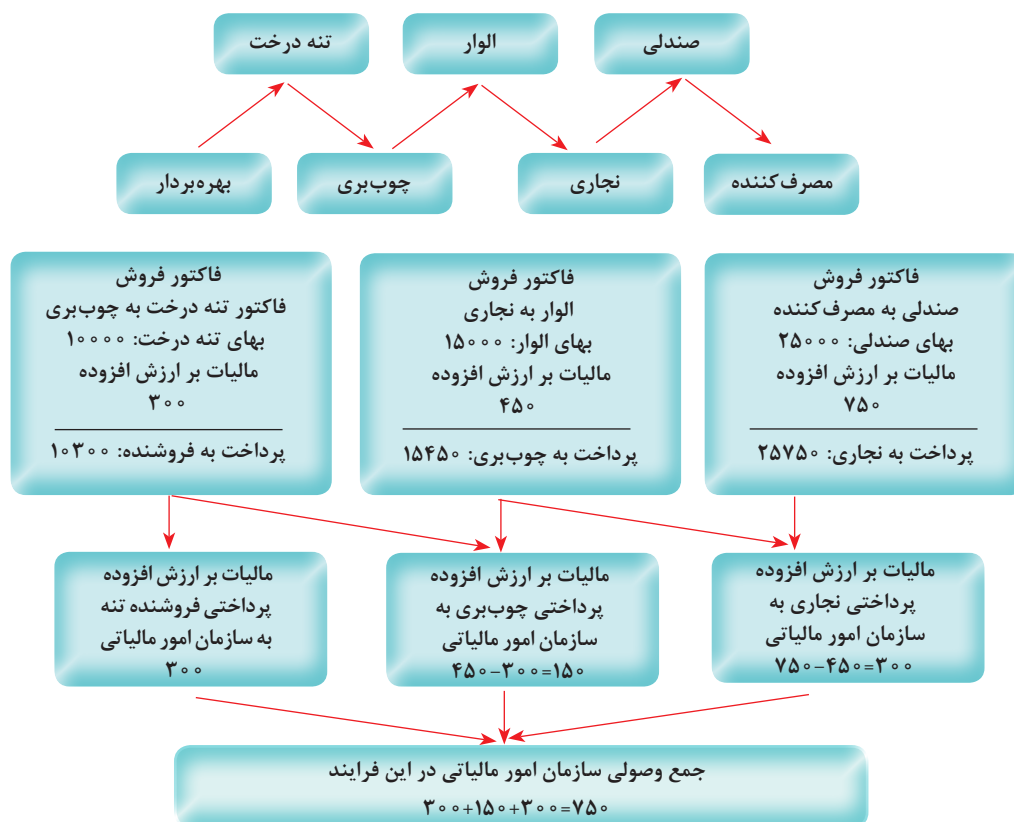 تنه درخت
الوار
صندلی
بهره‌بردار
چوب‌بری
نجاری
مصرف‌کننده
فاکتور فروش
فاکتور تنه درخت به چوب‌بری
بهای تنه درخت: ۱۰۰۰۰
مالیات بر ارزش افزوده
۳۰۰
پرداخت به فروشنده: ۱۰۳۰۰
فاکتور فروش
الوار به نجاری
بهای الوار: ۱۵۰۰۰
مالیات بر ارزش افزوده
۴۵۰
پرداخت به چوب‌بری: ۱۵۴۵۰
فاکتور فروش
صندلی به مصرف‌کننده
بهای صندلی: ۲۵۰۰۰
مالیات بر ارزش افزوده
۷۵۰
پرداخت به نجاری: ۲۵۷۵۰
مالیات بر ارزش افزوده
پرداختی فروشنده تنه
به سازمان امور مالیاتی
۳۰۰
مالیات بر ارزش افزوده
پرداختی چوب‌بری به
سازمان امور مالیاتی
۴۵۰-۳۰۰=۱۵۰
مالیات بر ارزش افزوده
پرداختی نجاری به
سازمان امور مالیاتی
۷۵۰-۴۵۰=۳۰۰
جمع وصولی سازمان امور مالیاتی در این فرایند
۳۰۰+۱۵۰+۳۰۰=۷۵۰